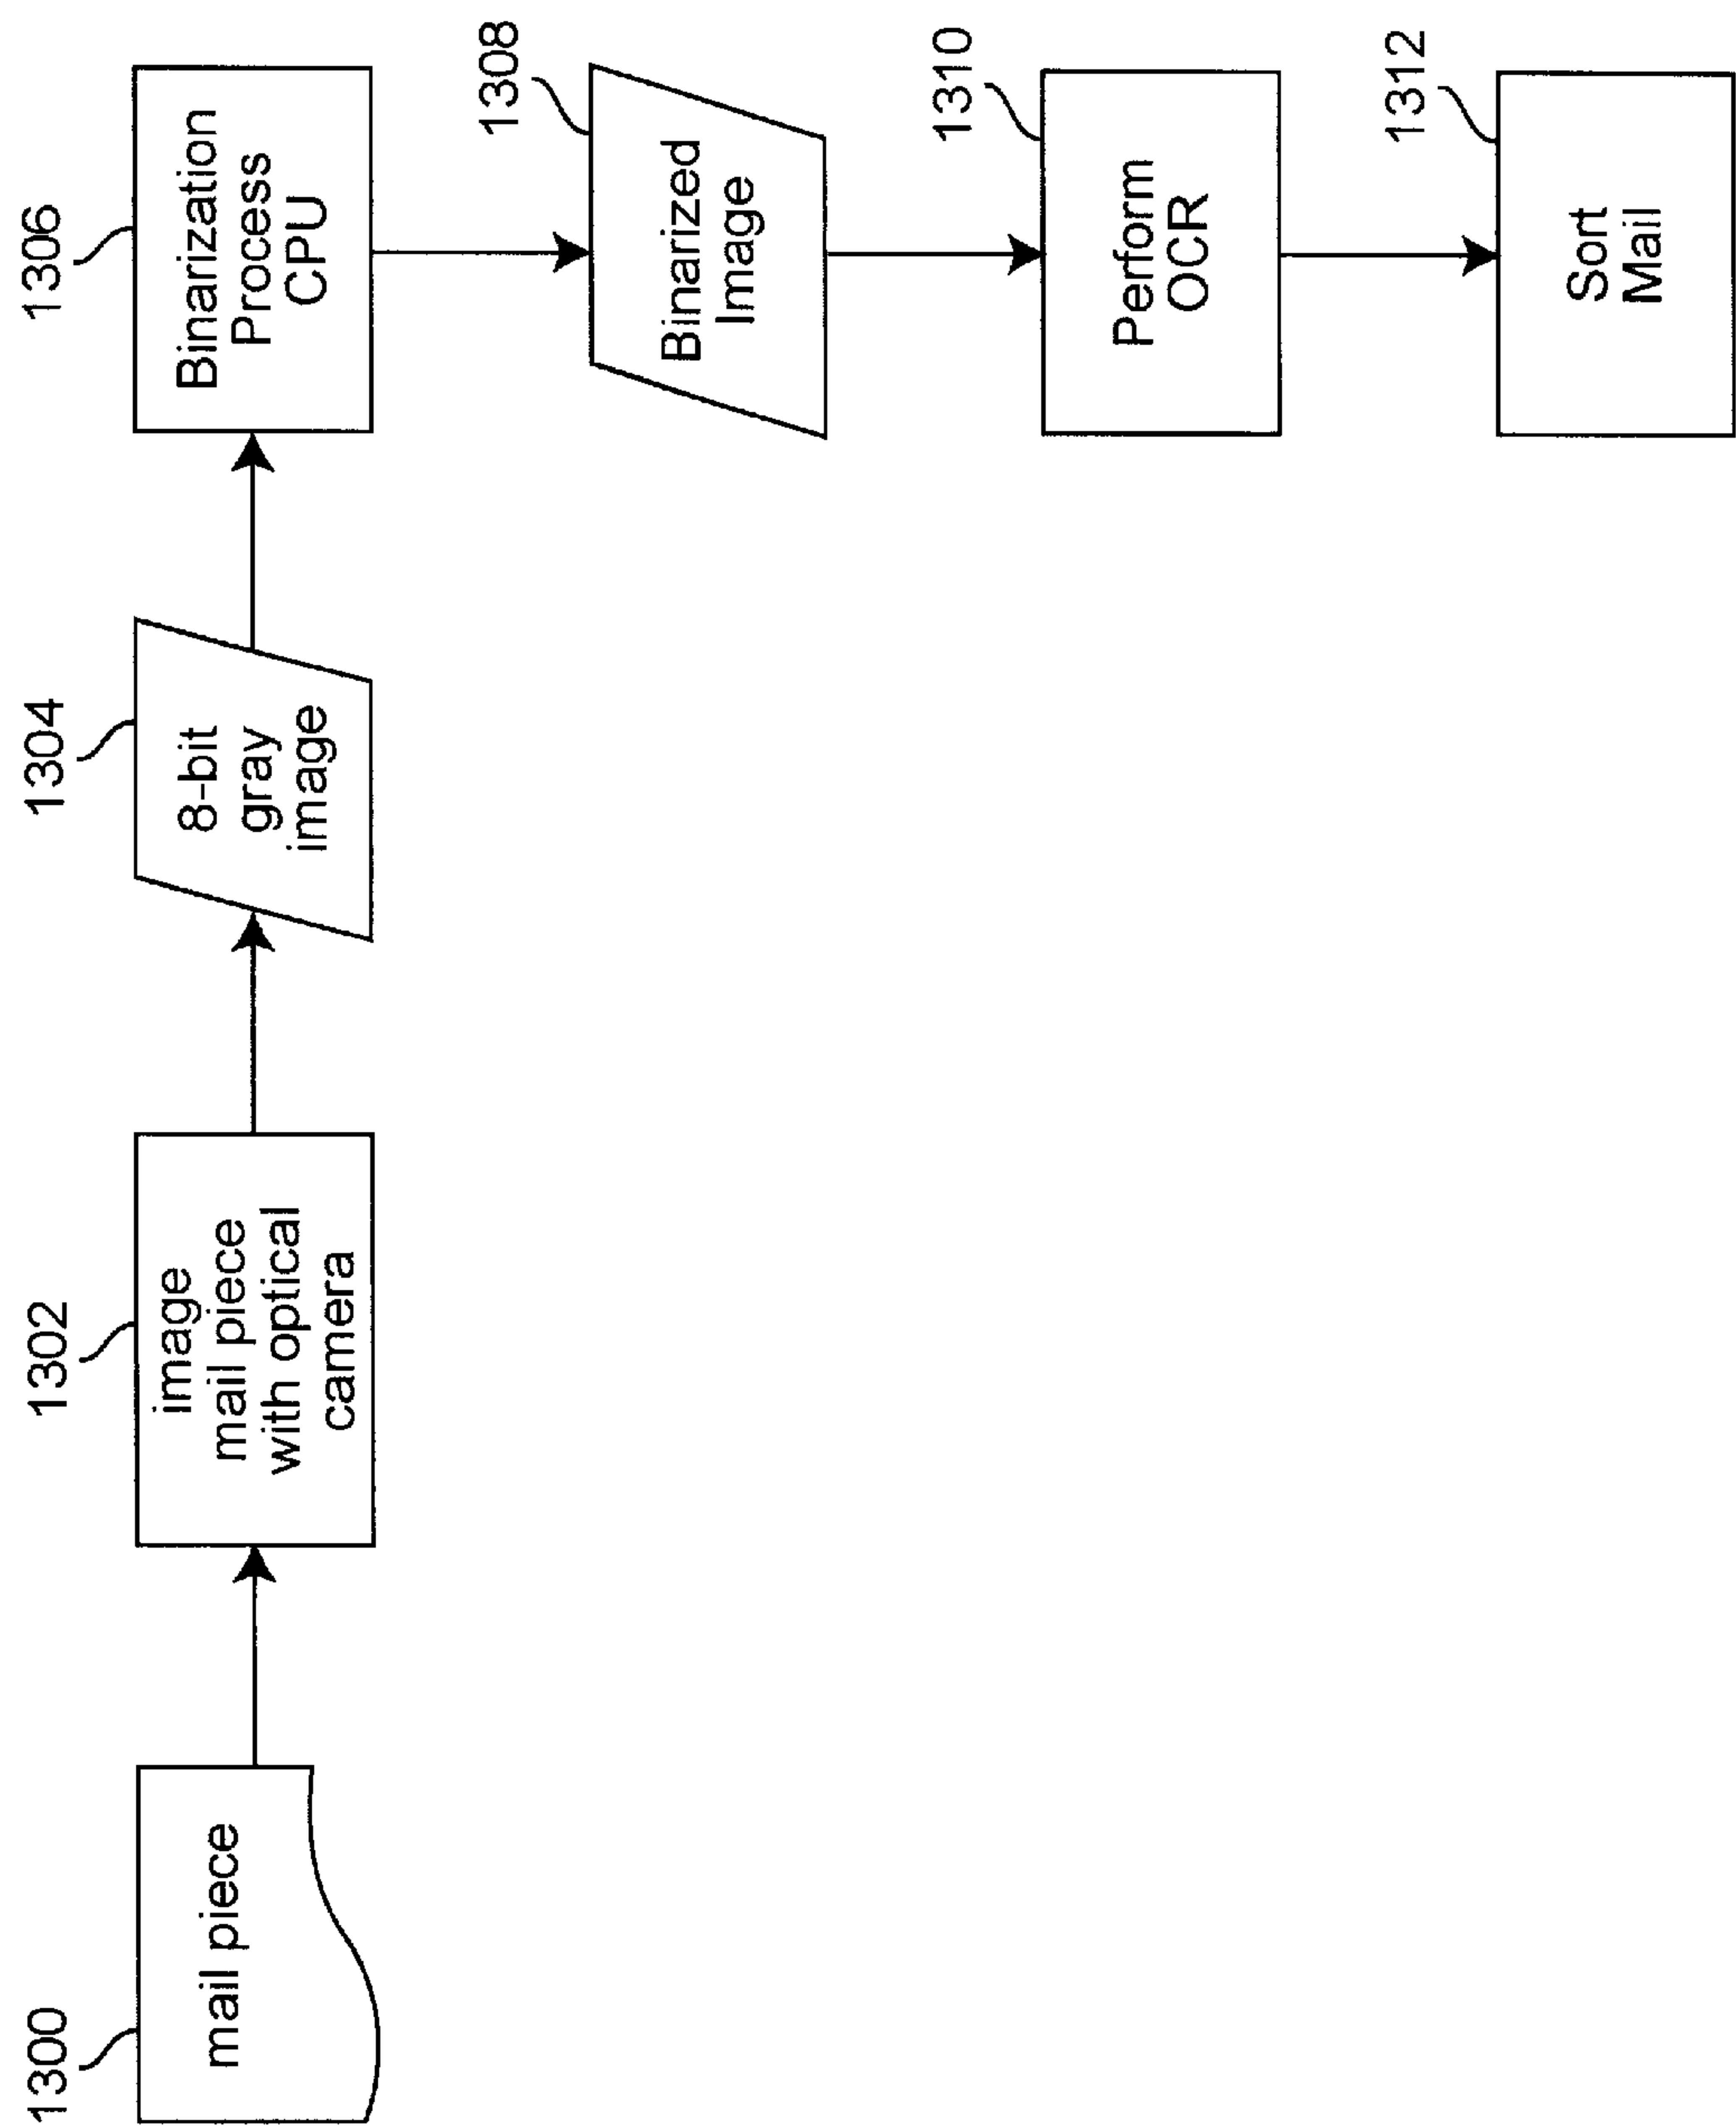 1300
mail piece
1302
image
mail piece
with optical
camera
1304
8-bit
gray
image
1306
Binarization
Process
CPU
1308
Binarized
Image
1310
Perform
OCR
1312
Sort
Mail